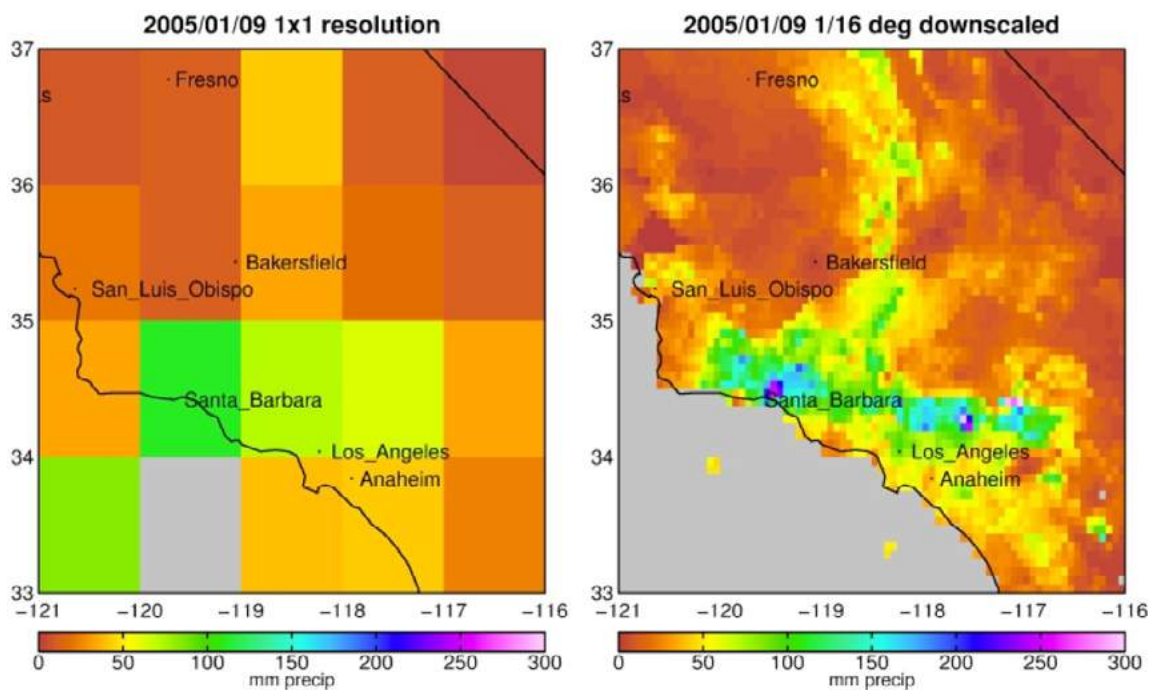 2005/01/09 1x1 resolution
37
36
35
34
33
-121 -120 -119 -118 -117 -116
s
Fresno
Bakersfield
San_Luis_Obispo
Santa_Barbara
Los_Angeles
Anaheim
0 50 100 150 200 250 300
mm precip
2005/01/09 1/16 deg downscaled
37
36
35
34
33
-121 -120 -119 -118 -117 -116
s
Fresno
Bakersfield
San_Luis_Obispo
Santa_Barbara
Los_Angeles
Anaheim
0 50 100 150 200 250 300
mm precip